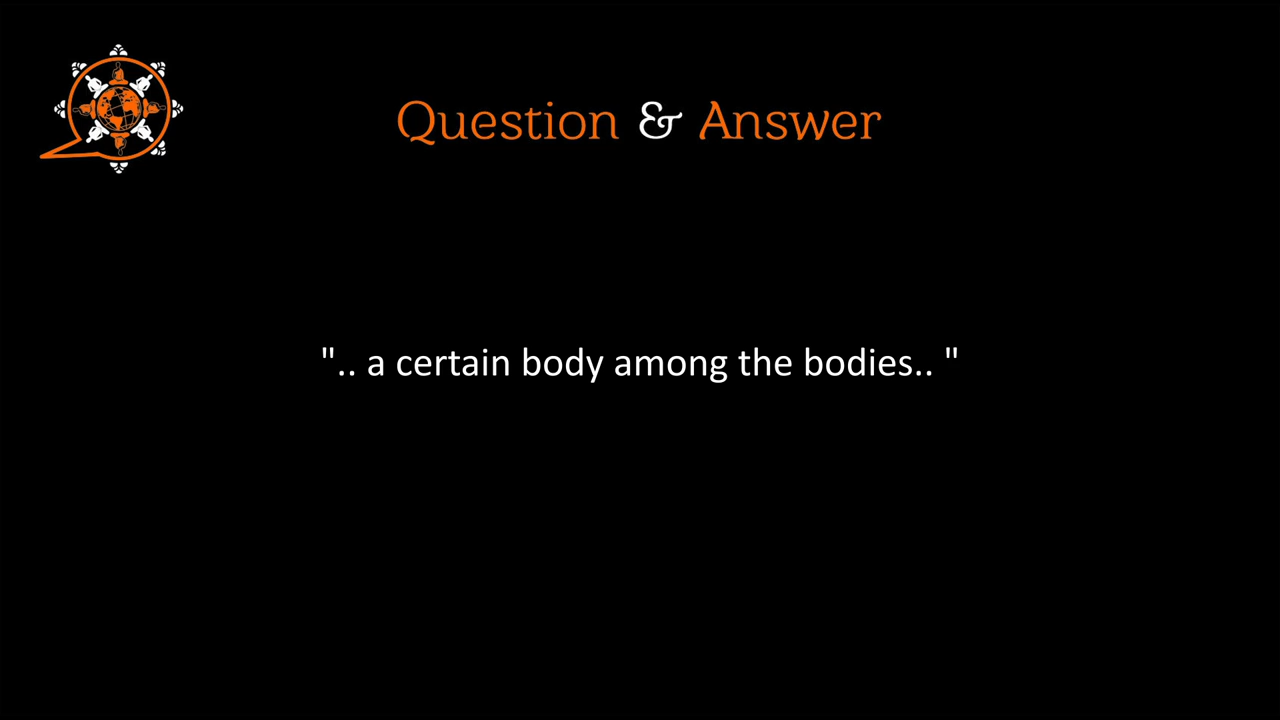 Question & Answer
".. a certain body among the bodies.. "